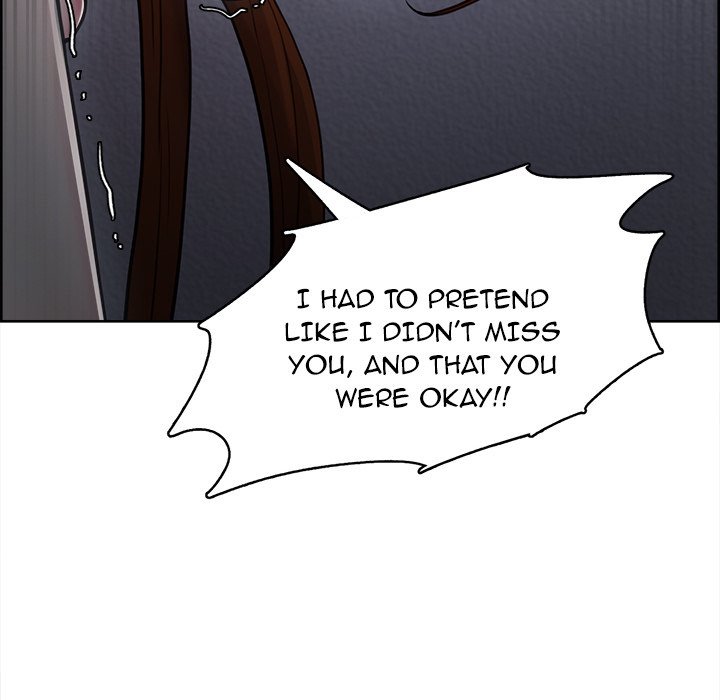 I HAD TO PRETEND
LIKE I DIDN'T MISS
YOU, AND THAT YOU
WERE OKAY!!